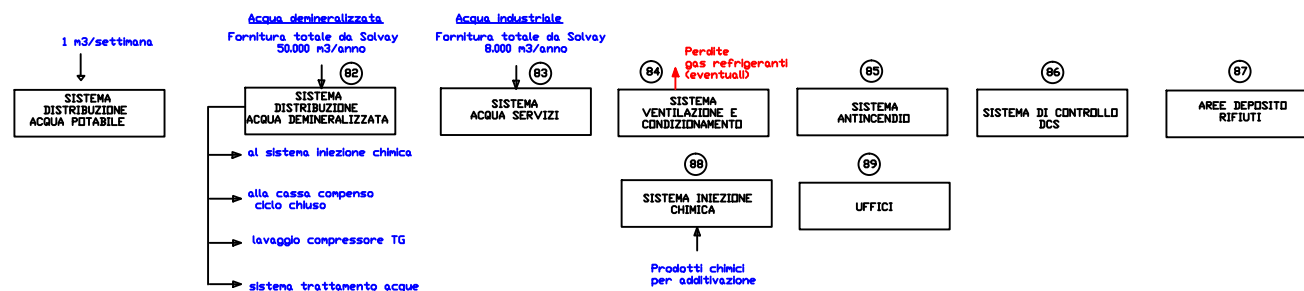 1 m3/settimana
SISTEMA
DISTRIBUZIONE
ACQUA POTABILE
Acqua demineralizzata
Fornitura totale da Solvay
50.000 m3/anno
82
SISTEMA
DISTRIBUZIONE
ACQUA DEMINERALIZZATA
al sistema iniezione chimica
alla cassa compenso
ciclo chiuso
lavaggio compressore TG
sistema trattamento acque
Acqua industriale
Fornitura totale da Solvay
8.000 m3/anno
83
SISTEMA
ACQUA SERVIZI
84
Perdite
gas refrigeranti
(eventuali)
SISTEMA
VENTILAZIONE E
CONDIZIONAMENTO
85
SISTEMA
ANTINCENDIO
86
SISTEMA DI CONTROLLO
DCS
87
AREE DEPOSITO
RIFIUTI
88
SISTEMA INIEZIONE
CHIMICA
Prodotti chimici
per additivazione
89
UFFICI